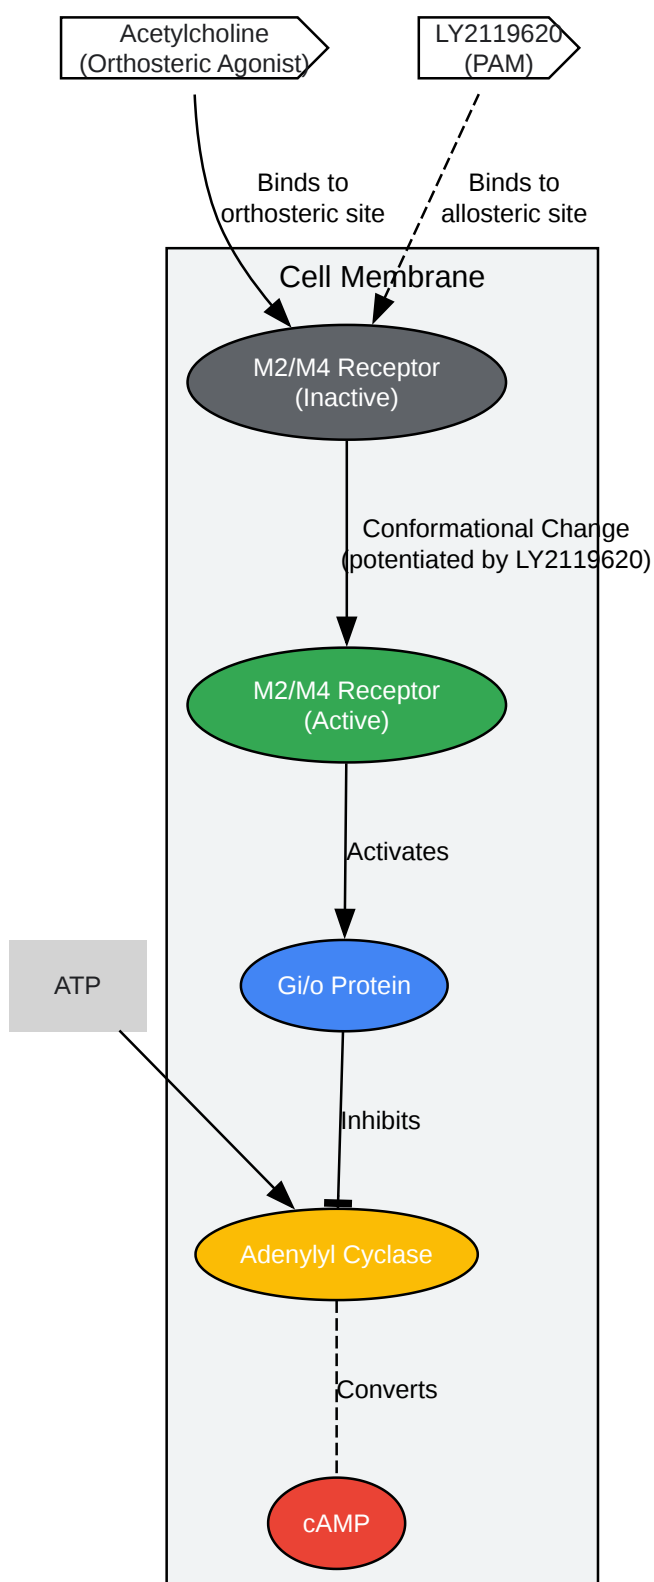 Acetylcholine
(Orthosteric Agonist)
LY2119620
(PAM)
Binds to
orthosteric site
Binds to
allosteric site
Cell Membrane
M2/M4 Receptor
(Inactive)
Conformational Change
(potentiated by LY2119620)
M2/M4 Receptor
(Active)
Activates
ATP
Gi/o Protein
Inhibits
Adenylyl Cyclase
Converts
cAMP